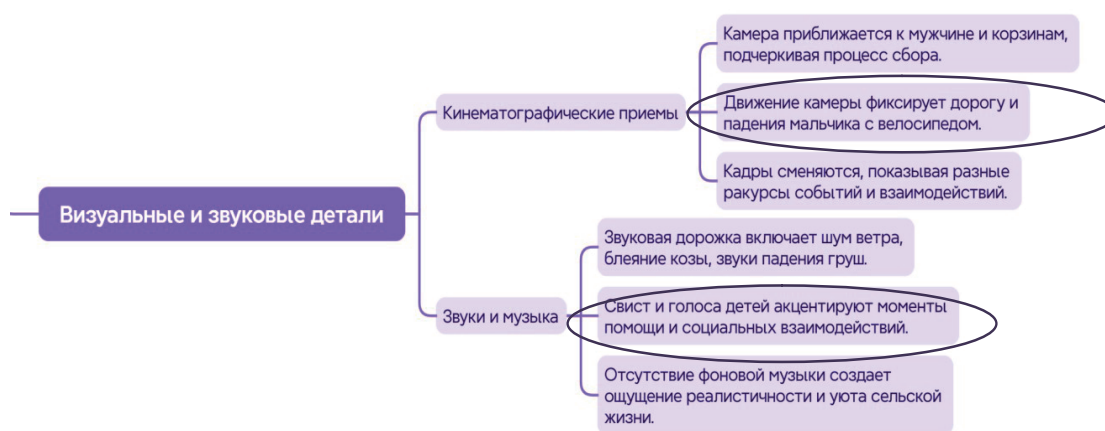 Визуальные и звуковые детали
Кинематографические приемы
Камера приближается к мужчине и корзинам,
подчеркивая процесс сбора.
Движение камеры фиксирует дорогу и
падения мальчика с велосипедом.
Кадры сменяются, показывая разные
ракурсы событий и взаимодействий.
Звуки и музыка
Звуковая дорожка включает шум ветра,
блеяние козы, звуки падения груш.
Свист и голоса детей акцентируют моменты
помощи и социальных взаимодействий.
Отсутствие фоновой музыки создает
ощущение реалистичности и уюта сельской
жизни.